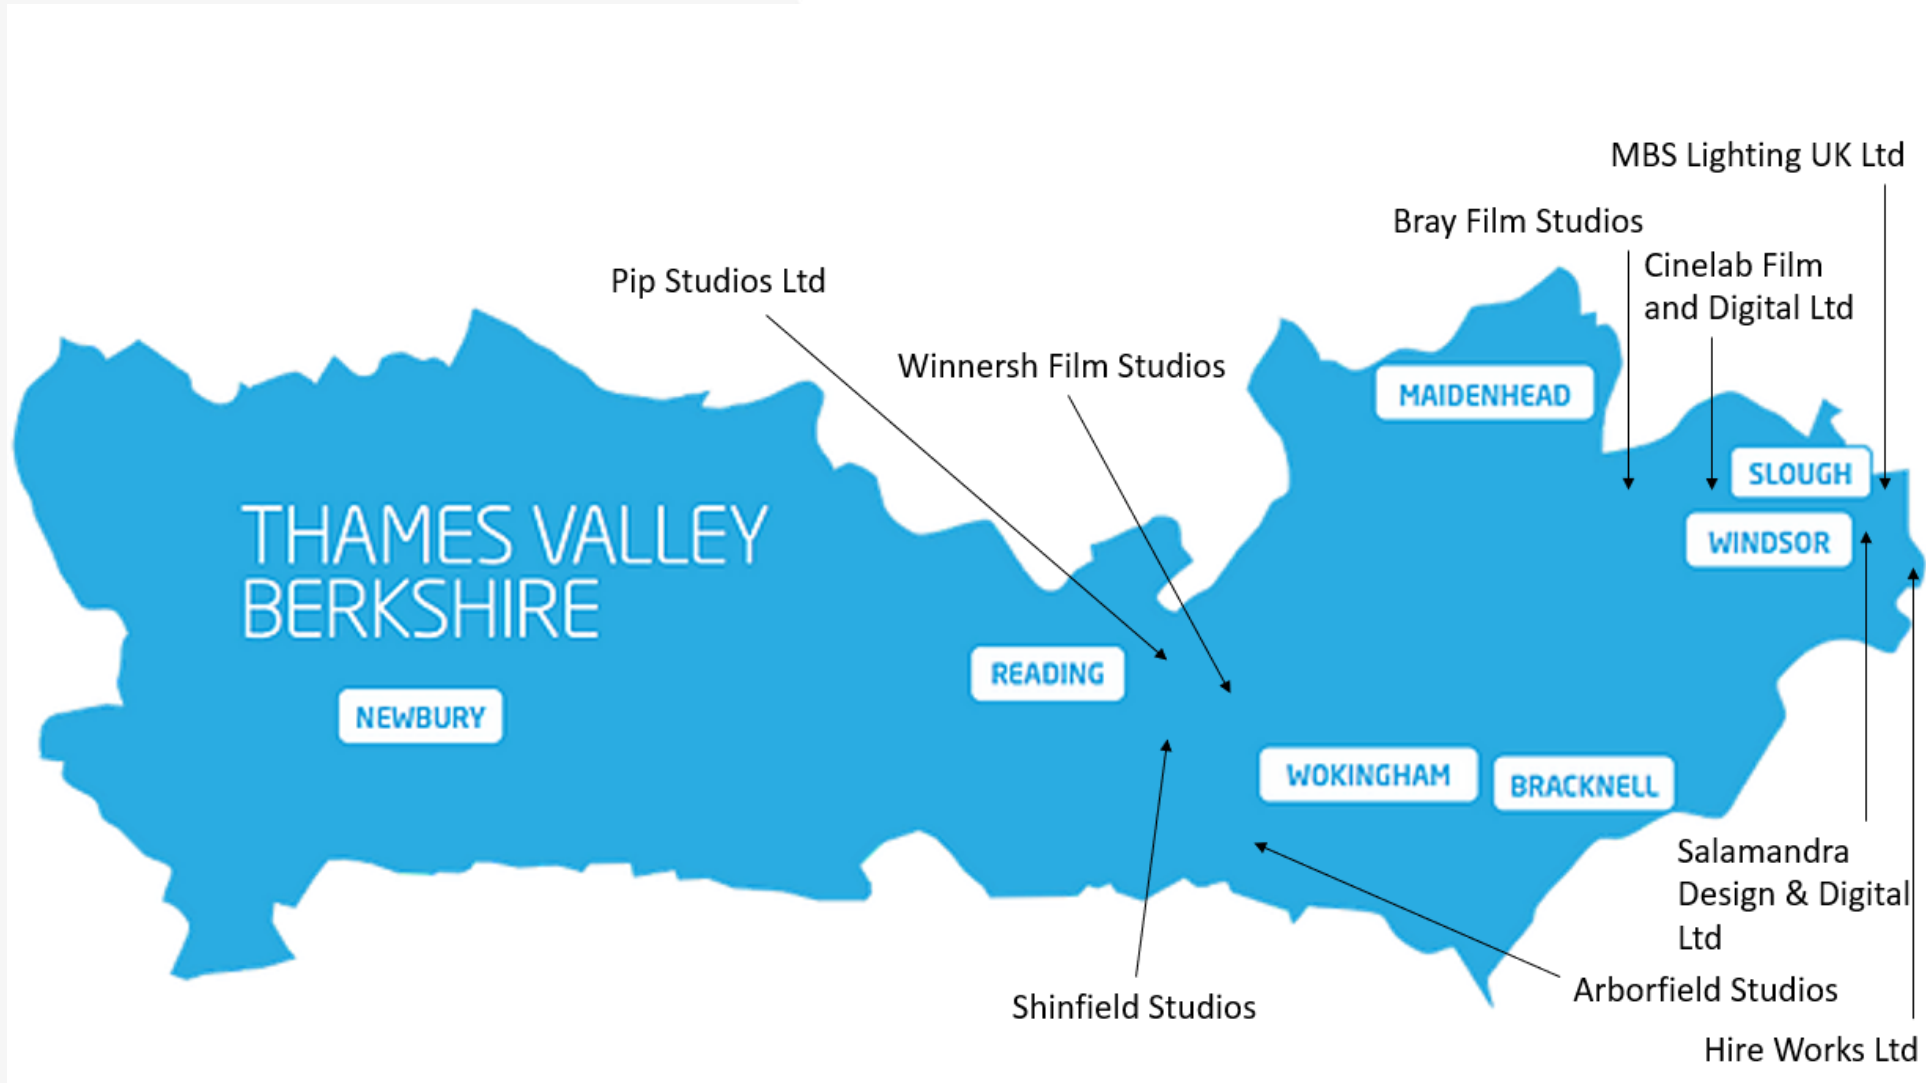 MBS Lighting UK Ltd
Bray Film Studios
Cinelab Film
and Digital Ltd
Pip Studios Ltd
Winnersh Film Studios
MAIDENHEAD
SLOUGH
THAMES VALLEY
BERKSHIRE
WINDSOR
READING
NEWBURY
WOKINGHAM
BRACKNELL
Salamandra
Design & Digital
Ltd
Arborfield Studios
Shinfield Studios
Hire Works Ltd